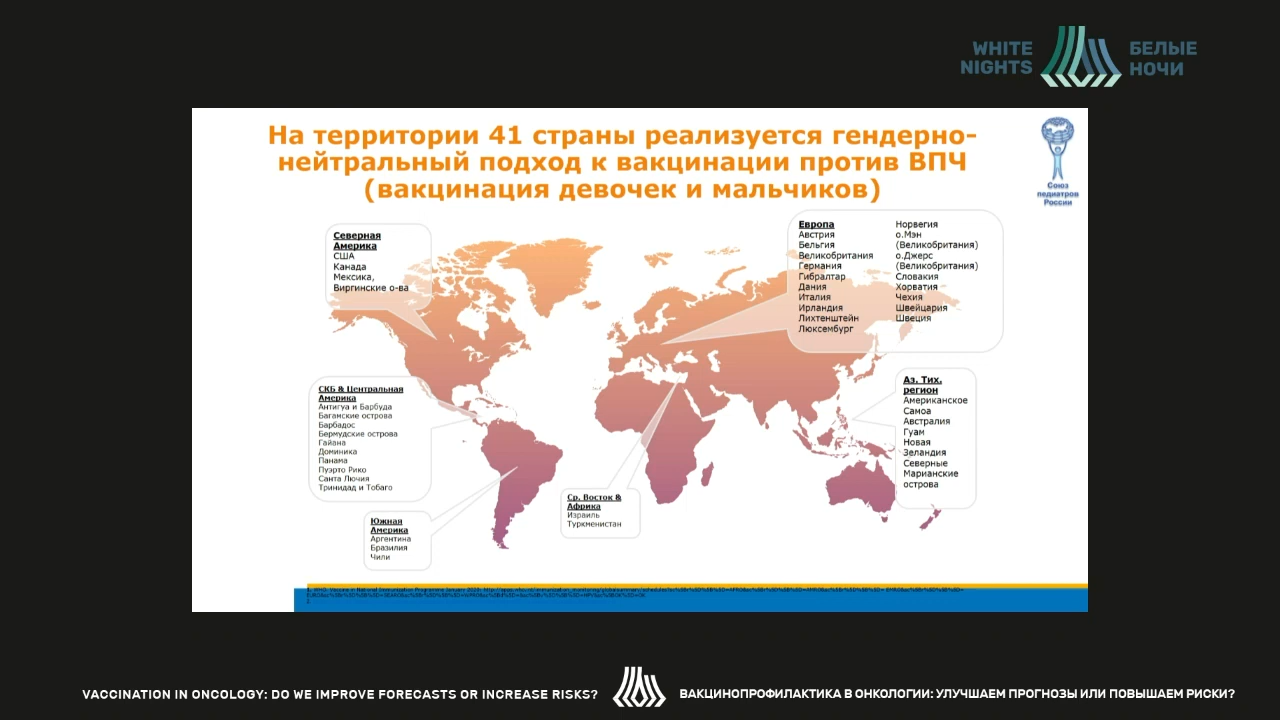 WHITE
NIGHTS
БЕЛЫЕ
НОЧИ
На территории 41 страны реализуется гендерно-
нейтральный подход к вакцинации против ВПЧ
(вакцинация девочек и мальчиков)
Союз
педиатров
России
Северная
Америка
США
Канада
Мексика,
Виргинские о-ва
Европа
Австрия
Бельгия
Великобритания
Германия
Гибралтар
Дания
Италия
Ирландия
Лихтенштейн
Люксембург
Норвегия
о.Мэн
(Великобритания)
о.Джерс
(Великобритания)
Словакия
Хорватия
Чехия
Швейцария
Швеция
СКБ & Центральная
Америка
Антигуа и Барбуда
Багамские острова
Барбадос
Бермудские острова
Гайана
Доминика
Панама
Пуэрто Рико
Санта Лючия
Тринидад и Тобаго
Аз. Тих.
регион
Американское
Самоа
Австралия
Гуам
Новая
Зеландия
Северные
Марианские
острова
Ср. Восток &
Африка
Израиль
Туркменистан
Южная
Америка
Аргентина
Бразилия
Чили
VACCINATION IN ONCOLOGY: DO WE IMPROVE FORECASTS OR INCREASE RISKS?
ВАКЦИНОПРОФИЛАКТИКА В ОНКОЛОГИИ: УЛУЧШАЕМ ПРОГНОЗЫ ИЛИ ПОВЫШАЕМ РИСКИ?